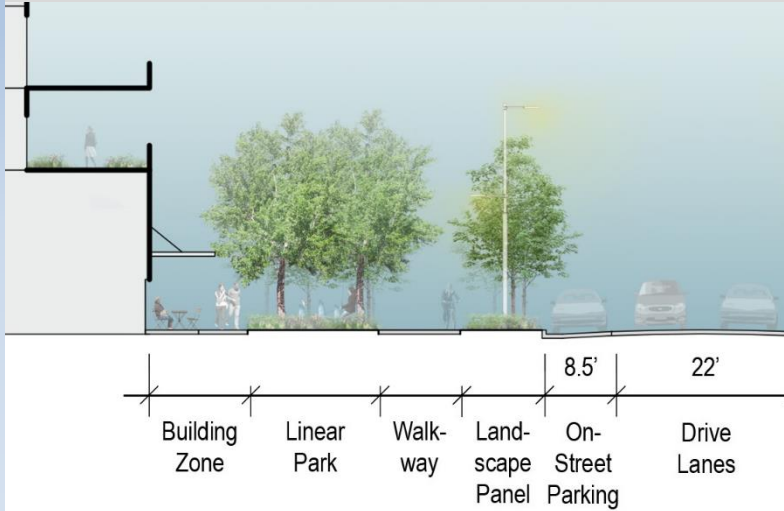 8.5’ 22’
Building Linear Walk- Land- On- Drive
Zone Park way scape Street Lanes
Panel Parking